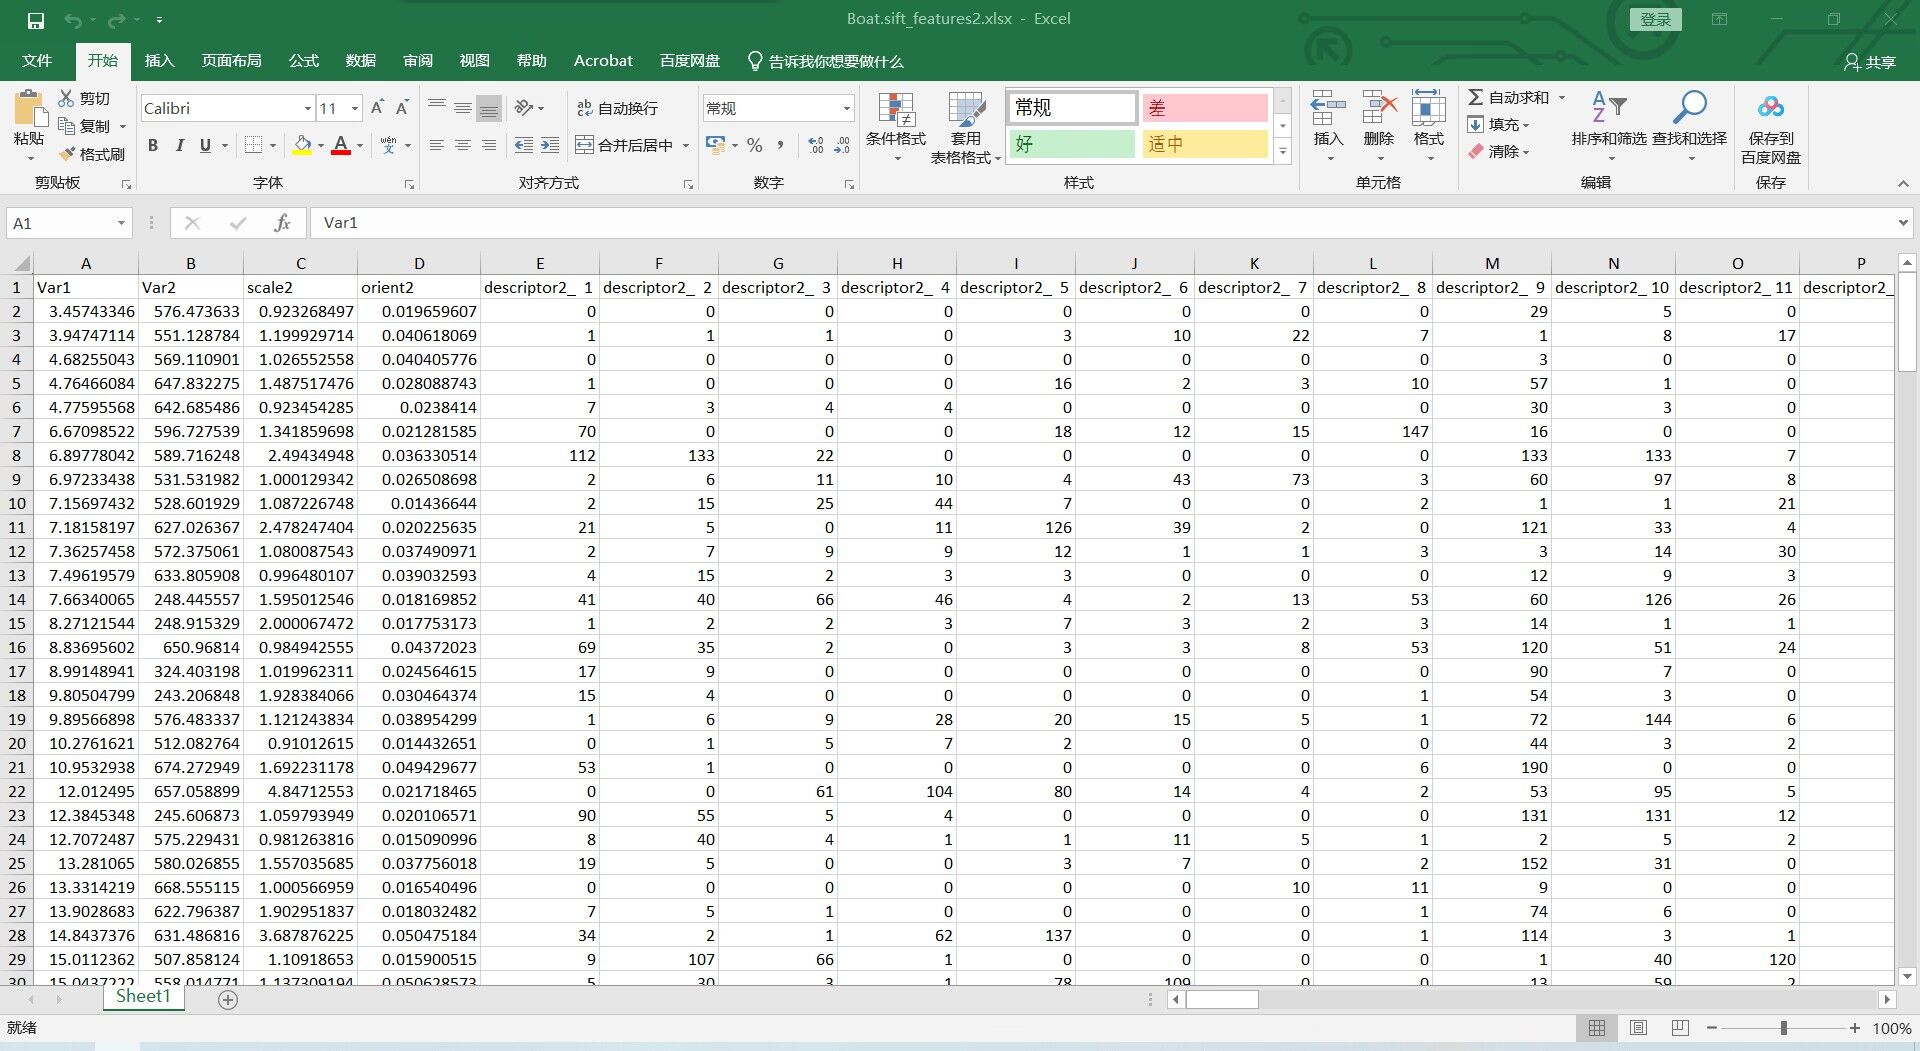 Boat.sift_features2.xlsx - Excel
登录
文件 开始 插入 页面布局 公式 数据 审阅 视图 帮助 Acrobat 百度网盘 告诉我你想要做什么 共享
粘贴 剪切 复制 格式刷 剪贴板
Calibri 11 B I U A 字体
自动换行 合并后居中 对齐方式
常规 % 数字
条件格式 套用 表格格式 常规 差 好 适中 样式
插入 删除 格式 单元格
自动求和 填充 清除 排序和筛选 查找和选择 编辑
保存到 百度网盘 保存
A1 fx Var1
A B C D E F G H I J K L M N O P
1 Var1 Var2 scale2 orient2 descriptor2_ 1 descriptor2_ 2 descriptor2_ 3 descriptor2_ 4 descriptor2_ 5 descriptor2_ 6 descriptor2_ 7 descriptor2_ 8 descriptor2_ 9 descriptor2_ 10 descriptor2_ 11 descriptor2_
2 3.45743346 576.473633 0.923268497 0.019659607 0 0 0 0 0 0 0 0 29 5 0
3 3.94747114 551.128784 1.199929714 0.040618069 1 1 1 0 3 10 22 7 1 8 17
4 4.68255043 569.110901 1.026552558 0.040405776 0 0 0 0 0 0 0 0 3 0 0
5 4.76466084 647.832275 1.487517476 0.028088743 1 0 0 0 16 2 3 10 57 1 0
6 4.77595568 642.685486 0.923454285 0.0238414 7 3 4 4 0 0 0 0 30 3 0
7 6.67098522 596.727539 1.341859698 0.021281585 70 0 0 0 18 12 15 147 16 0 0
8 6.89778042 589.716248 2.49434948 0.036330514 112 133 22 0 0 0 0 0 133 133 7
9 6.97233438 531.531982 1.000129342 0.026508698 2 6 11 10 4 43 73 3 60 97 8
10 7.15697432 528.601929 1.087226748 0.01436644 2 15 25 44 7 0 0 2 1 1 21
11 7.18158197 627.026367 2.478247404 0.020225635 21 5 0 11 126 39 2 0 121 33 4
12 7.36257458 572.375061 1.080087543 0.037490971 2 7 9 9 12 1 1 3 3 14 30
13 7.49619579 633.805908 0.996480107 0.039032593 4 15 2 3 3 0 0 0 12 9 3
14 7.66340065 248.445557 1.595012546 0.018169852 41 40 66 46 4 2 13 53 60 126 26
15 8.27121544 248.915329 2.000067472 0.017753173 1 2 2 3 7 3 2 3 14 1 1
16 8.83695602 650.96814 0.984942555 0.04372023 69 35 2 0 3 3 8 53 120 51 24
17 8.99148941 324.403198 1.019962311 0.024564615 17 9 0 0 0 0 0 0 90 7 0
18 9.80504799 243.206848 1.928384066 0.030464374 15 4 0 0 0 0 0 1 54 3 0
19 9.89566898 576.483337 1.121243834 0.038954299 1 6 9 28 20 15 5 1 72 144 6
20 10.2761621 512.082764 0.91012615 0.014432651 0 1 5 7 2 0 0 0 44 3 2
21 10.9532938 674.272949 1.692231178 0.049429677 53 1 0 0 0 0 0 6 190 0 0
22 12.012495 657.058899 4.84712553 0.021718465 0 0 61 104 80 14 4 2 53 95 5
23 12.3845348 245.606873 1.059793949 0.020106571 90 55 5 4 0 0 0 0 131 131 12
24 12.7072487 575.229431 0.981263816 0.015090996 8 40 4 1 1 11 5 1 2 5 2
25 13.281065 580.026855 1.557035685 0.037756018 19 5 0 0 3 7 0 2 152 31 0
26 13.3314219 668.555115 1.000566959 0.016540496 0 0 0 0 0 0 10 11 9 0 0
27 13.9028683 622.796387 1.902951837 0.018032482 7 5 1 0 0 0 0 1 74 6 0
28 14.8437376 631.486816 3.687876225 0.050475184 34 2 1 62 137 0 0 1 114 3 1
29 15.0112362 507.858124 1.10918653 0.015900515 9 107 66 1 0 0 0 0 1 40 120
30 15.0437222 558.014771 1.137309194 0.050628573 5 30 3 1 78 109 0 0 13 59 2
Sheet1
就绪 100%